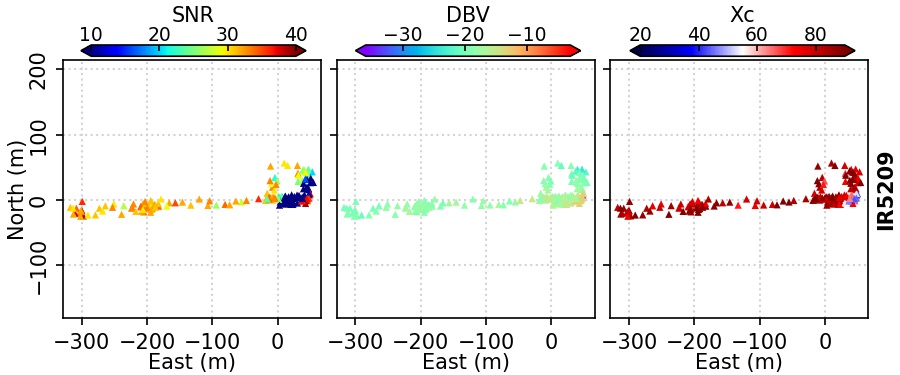 SNR DBV Xc
10 20 30 40 −30 −20 −10 20 40 60 80
North (m)
200
100
0
−100
−300 −200 −100 0 −300 −200 −100 0 −300 −200 −100 0
East (m) East (m) East (m)
IR5209